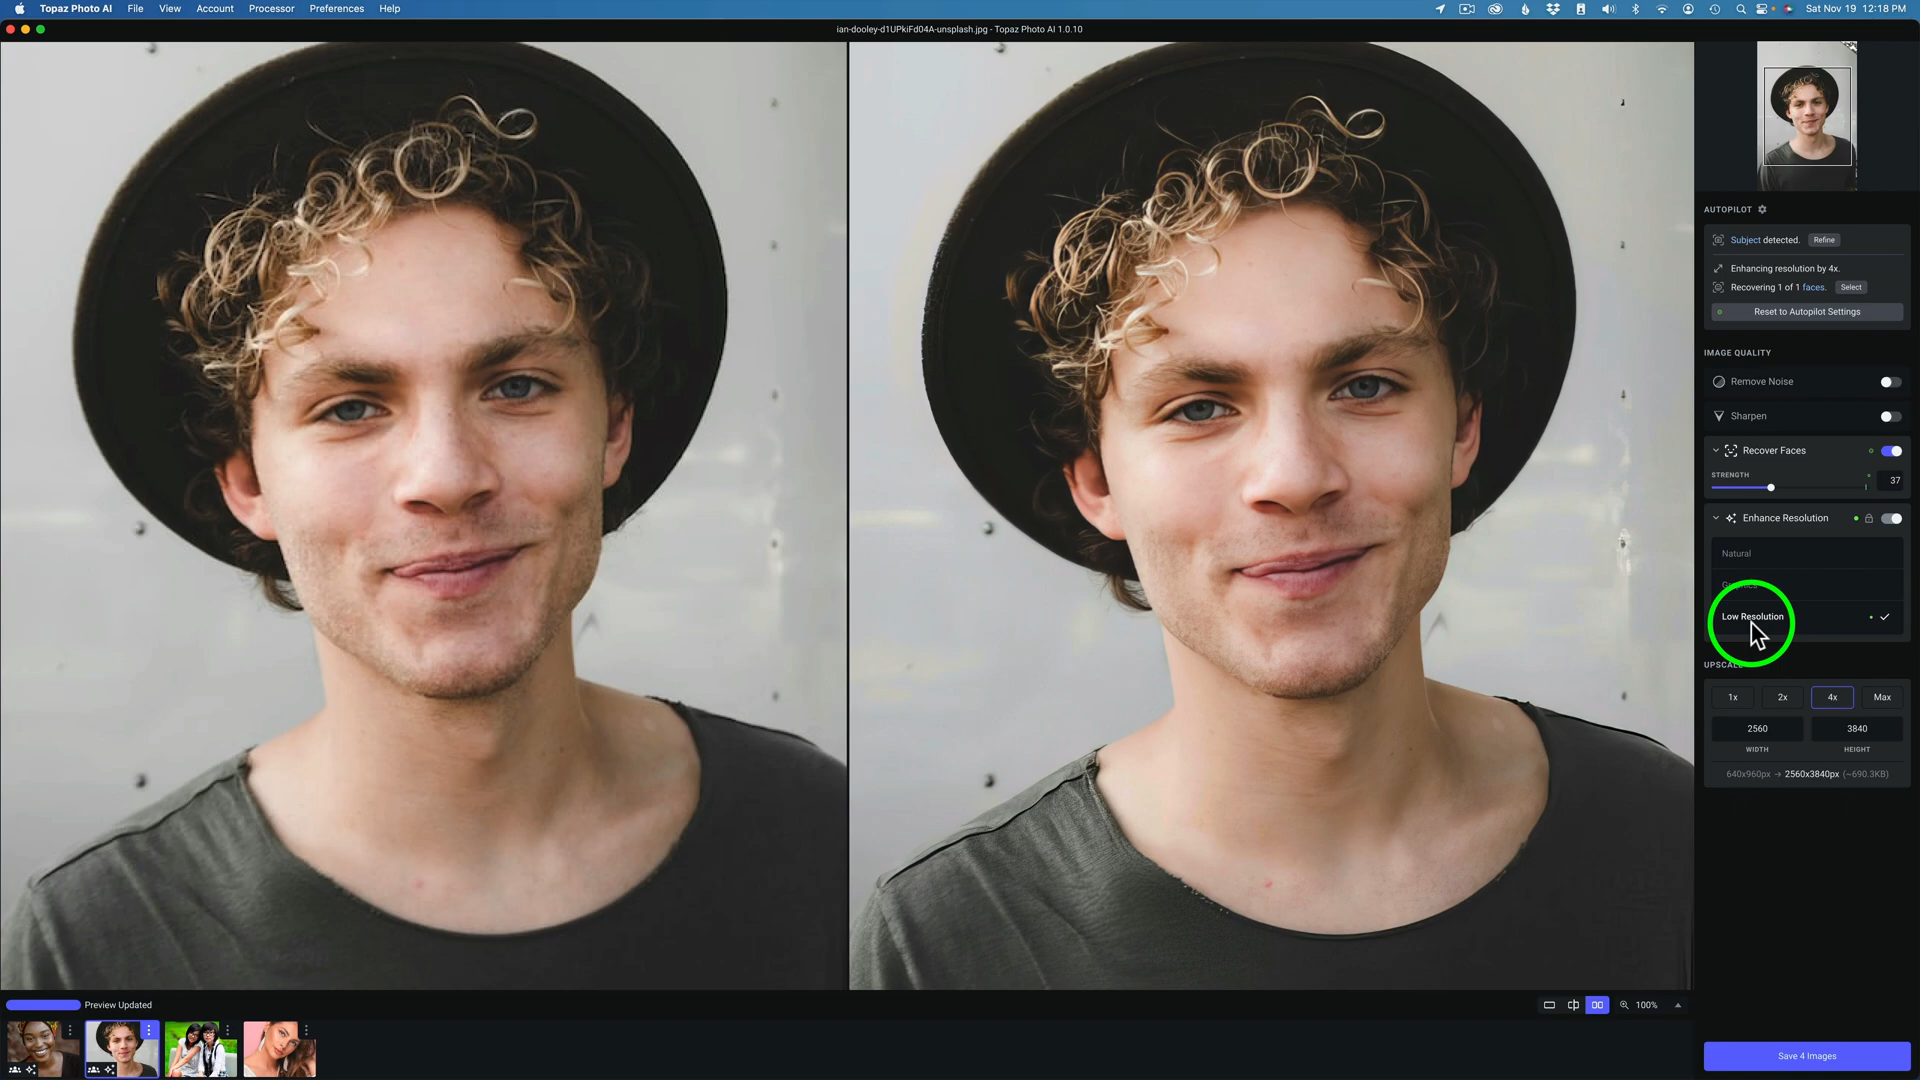 Topaz Photo AI File View Account Processor Preferences Help Sat Nov 19 12:18 PM
ian-dooley-d1UPkiFd04A-unsplash.jpg - Topaz Photo AI 1.0.10
AUTOPILOT
Subject detected. Refine
Enhancing resolution by 4x.
Recovering 1 of 1 faces. Select
Reset to Autopilot Settings
IMAGE QUALITY
Remove Noise
Sharpen
Recover Faces
STRENGTH
37
Enhance Resolution
Natural
Low Resolution
1x 2x 4x Max
2560 3840
WIDTH HEIGHT
640x960px → 2560x3840px (~690.3KB)
Preview Updated
100%
Save 4 Images